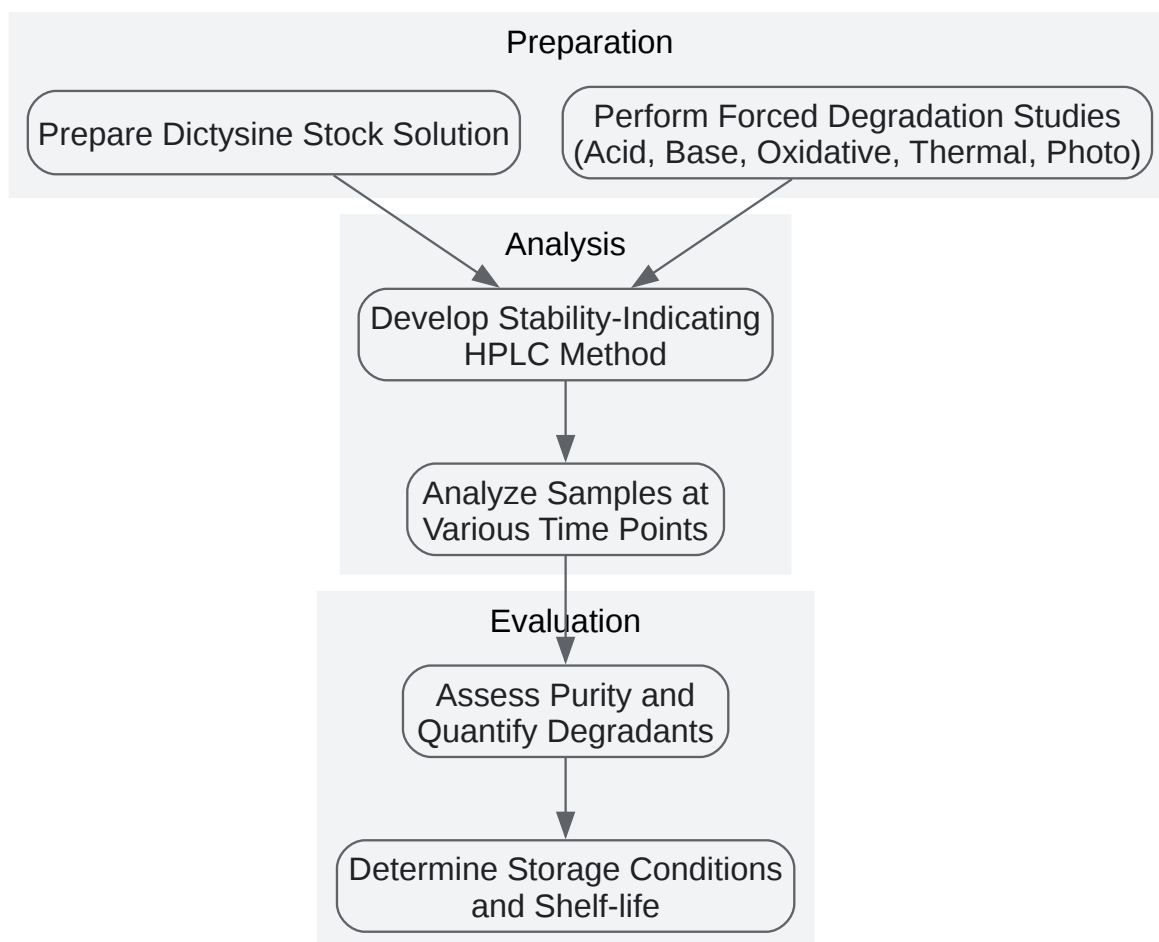 Preparation
Prepare Dictysine Stock Solution
Perform Forced Degradation Studies
(Acid, Base, Oxidative, Thermal, Photo)
Analysis
Develop Stability-Indicating
HPLC Method
Analyze Samples at
Various Time Points
Evaluation
Assess Purity and
Quantify Degradants
Determine Storage Conditions
and Shelf-life